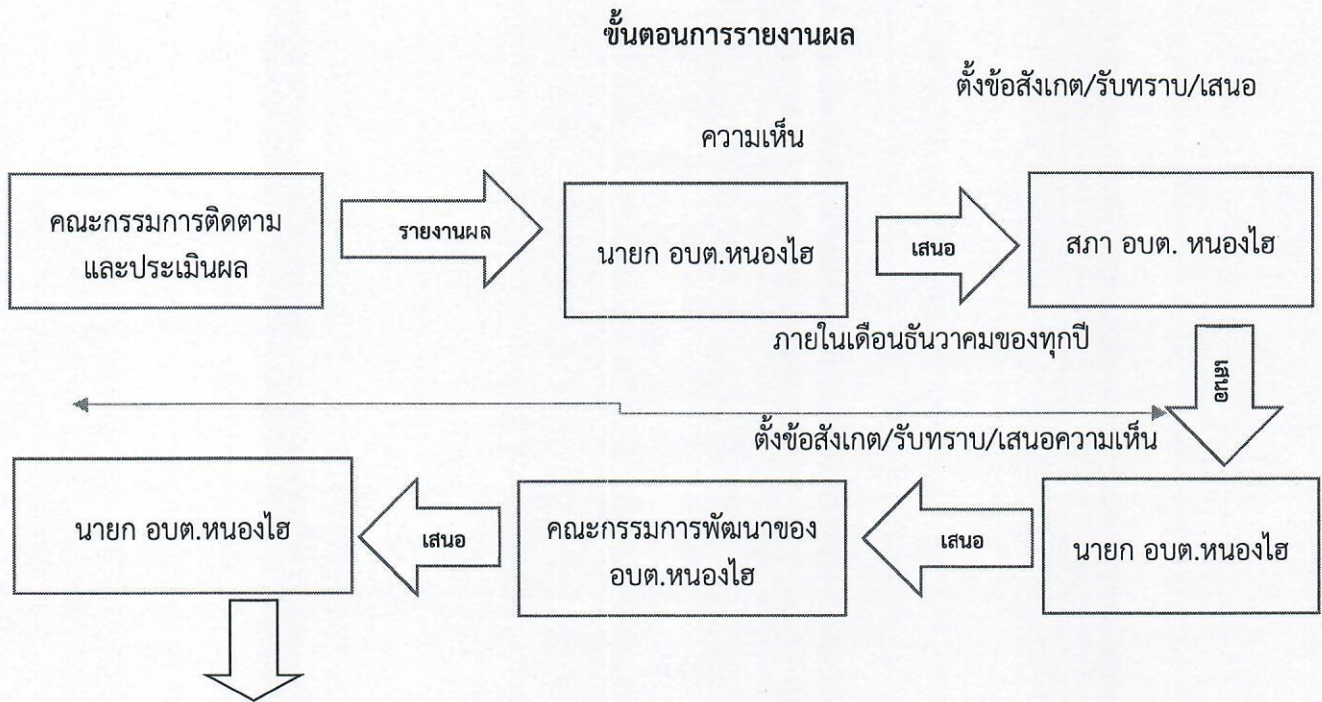 ขั้นตอนการรายงานผล
ตั้งข้อสังเกต/รับทราบ/เสนอ
ความเห็น
คณะกรรมการติดตาม
และประเมินผล
รายงานผล
นายก อบต.หนองไฮ
เสนอ
สภา อบต. หนองไฮ
ภายในเดือนธันวาคมของทุกปี
เสนอ
ตั้งข้อสังเกต/รับทราบ/เสนอความเห็น
นายก อบต.หนองไฮ
เสนอ
คณะกรรมการพัฒนาของ
อบต.หนองไฮ
เสนอ
นายก อบต.หนองไฮ